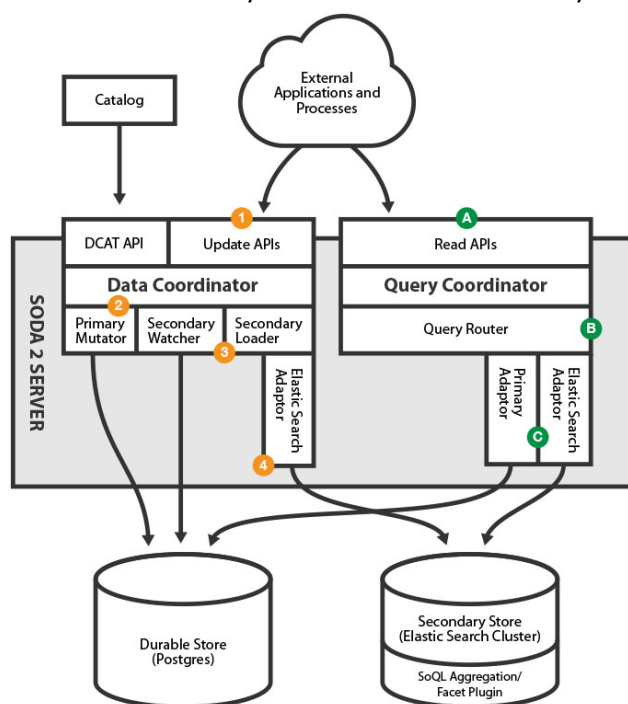 External
Applications and
Processes
Catalog
1
A
DCAT API
Update APIs
Read APIs
Data Coordinator
Query Coordinator
2
Primary
Mutator
Secondary
Watcher
Secondary
Loader
3
Query Router
B
SODA 2 SERVER
Elastic Search
Adaptor
4
Primary
Adaptor
Elastic Search
Adaptor
C
Durable Store
(Postgres)
Secondary Store
(Elastic Search Cluster)
SoQL Aggregation/
Facet Plugin